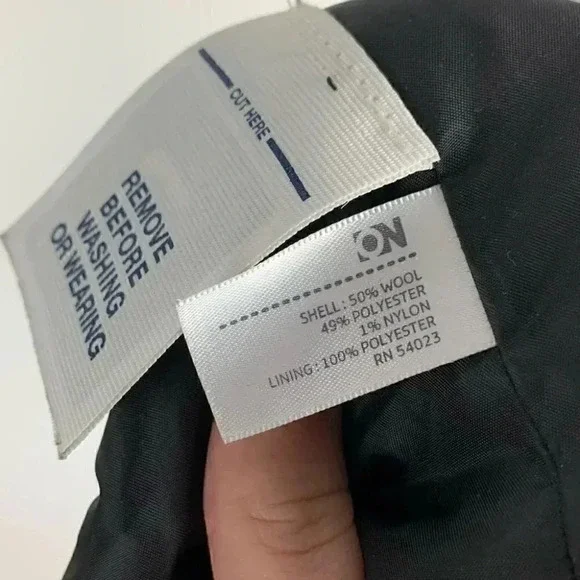 CUT HERE
REMOVE
BEFORE
WASHING
OR WEARING
ON
SHELL: 50% WOOL
49% POLYESTER
1% NYLON
LINING: 100% POLYESTER
RN 54023